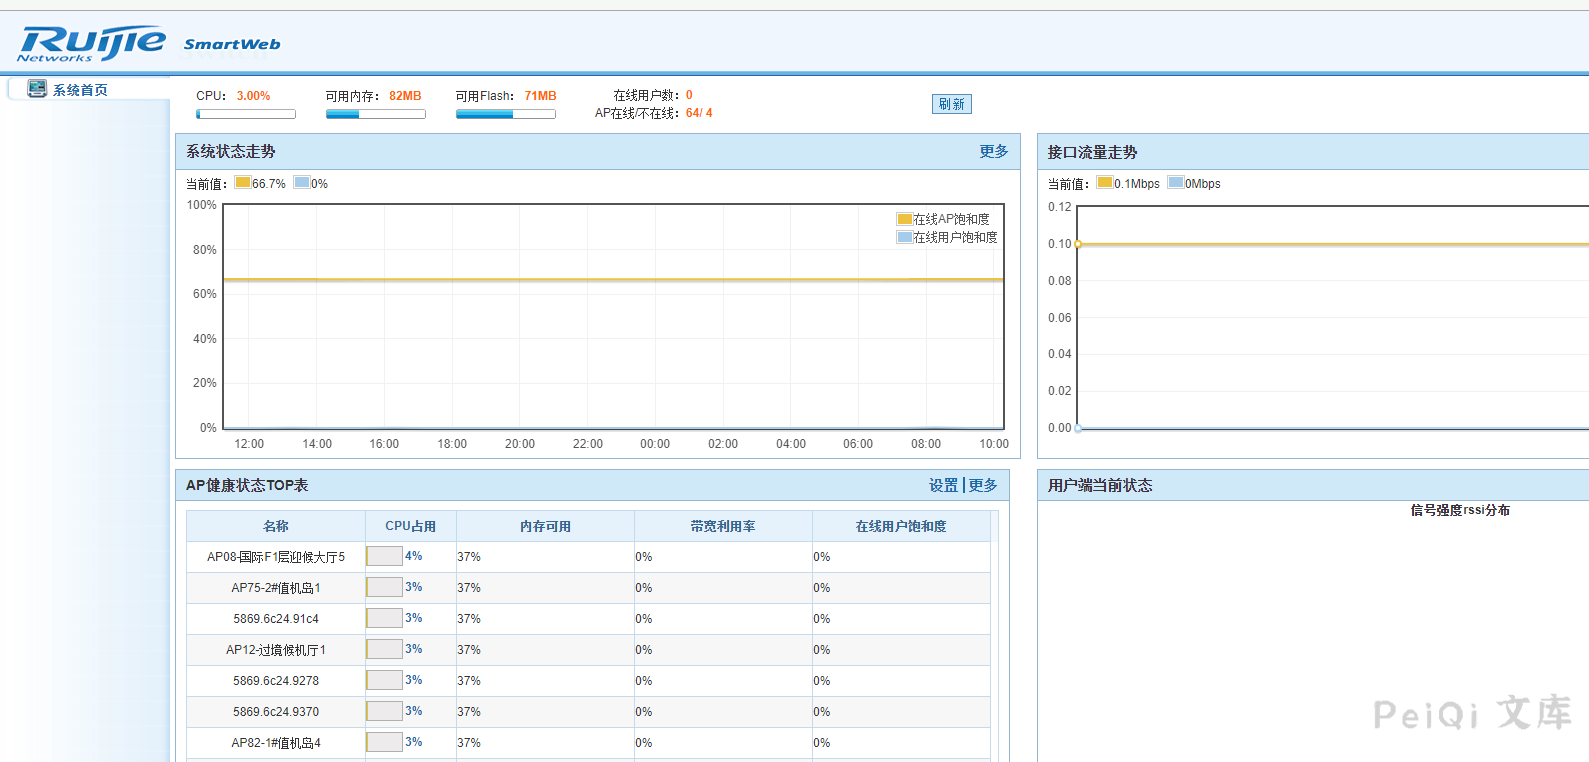 Ruijie
Networks
SmartWeb
系统首页
CPU： 3.00%
可用内存： 82MB
可用Flash： 71MB
在线用户数： 0
AP在线/不在线： 64/ 4
刷新
系统状态走势
更多
当前值： 66.7% 0%
100%
80%
60%
40%
20%
0%
在线AP饱和度
在线用户饱和度
12:00 14:00 16:00 18:00 20:00 22:00 00:00 02:00 04:00 06:00 08:00 10:00
接口流量走势
当前值： 0.1Mbps 0Mbps
0.12
0.10
0.08
0.06
0.04
0.02
0.00
AP健康状态TOP表
设置 | 更多
名称 CPU占用 内存可用 带宽利用率 在线用户饱和度
AP08-国际F1层迎候大厅5 4% 37% 0% 0%
AP75-2#值机岛1 3% 37% 0% 0%
5869.6c24.91c4 3% 37% 0% 0%
AP12-过境候机厅1 3% 37% 0% 0%
5869.6c24.9278 3% 37% 0% 0%
5869.6c24.9370 3% 37% 0% 0%
AP82-1#值机岛4 3% 37% 0% 0%
用户端当前状态
信号强度rssi分布
PeiQi 文库